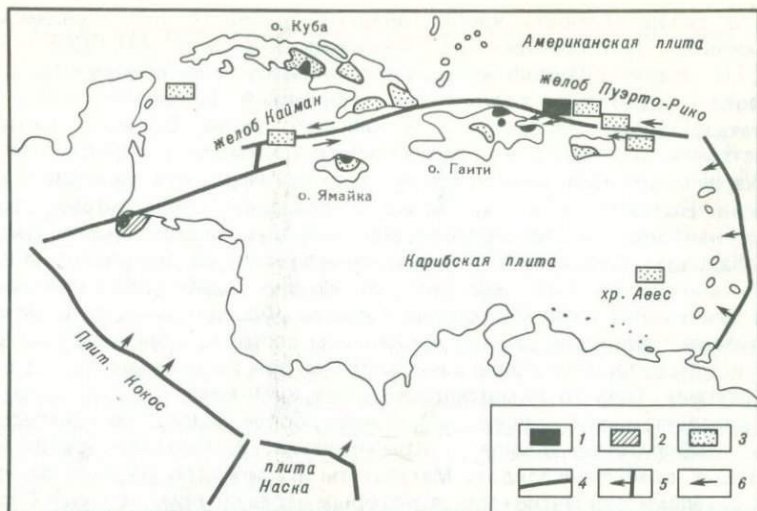 о. Куба
Американская плита
желоб Пуэрто-Рико
желоб Кайман
о. Гаити
о. Ямайка
Карибская плита
хр. Авес
Плита Кокос
плита
Наска
1 2 3
4 5 6